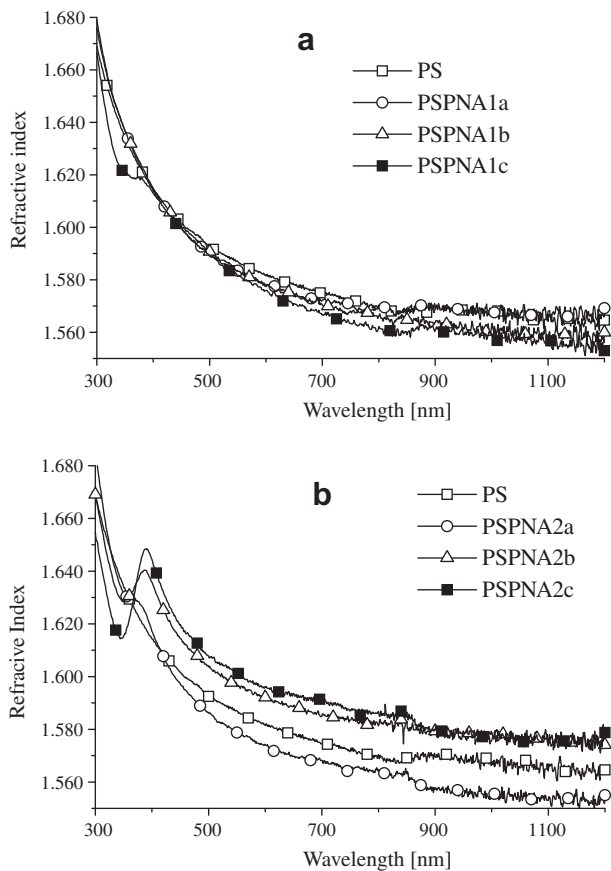 1.680
a
1.660
PS
PSPNA1a
1.640
PSPNA1b
PSPNA1c
1.620
1.600
1.580
1.560
Refractive index
300
500
700
900
1100
Wavelength [nm]
1.680
b
PS
1.660
PSPNA2a
PSPNA2b
1.640
PSPNA2c
1.620
1.600
1.580
1.560
Refracive Index
300
500
700
900
1100
Wavelength [nm]